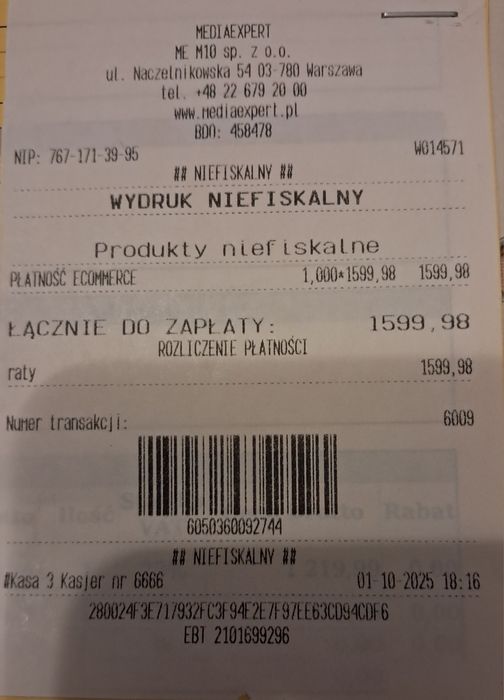 MEDIAEXPERT
ME M10 sp. z o.o.
ul. Naczelnikowska 54 03-780 Warszawa
tel. +48 22 679 20 00
www.mediaexpert.pl
BDO: 458478
NIP: 767-171-39-95 W014571
## NIEFISKALNY ##
WYDRUK NIEFISKALNY
Produkty niefiskalne
PŁATNOŚĆ ECOMMERCE 1,000*1599,98 1599,98
ŁĄCZNIE DO ZAPŁATY: 1599,98
ROZLICZENIE PŁATNOŚCI
raty 1599,98
Numer transakcji: 6009
6050360092744
## NIEFISKALNY ##
#Kasa 3 Kasjer nr 6666 01-10-2025 18:16
280024F3E717932FC3F94E2E7F97EE63CD94CDF6
EBT 2101699296